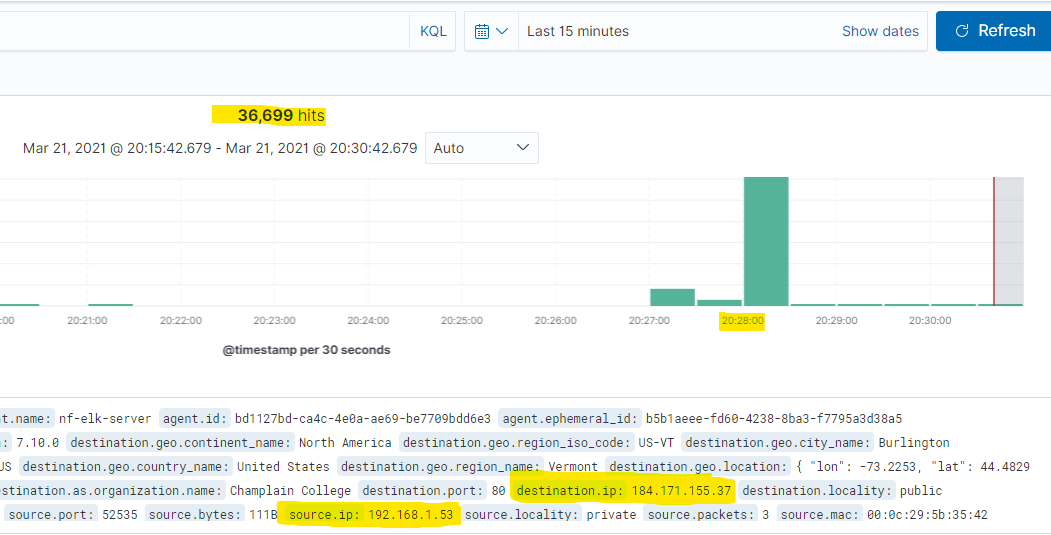 KQL Last 15 minutes Show dates Refresh
36,699 hits
Mar 21, 2021 @ 20:15:42.679 - Mar 21, 2021 @ 20:30:42.679 Auto
:00 20:21:00 20:22:00 20:23:00 20:24:00 20:25:00 20:26:00 20:27:00 20:28:00 20:29:00 20:30:00
@timestamp per 30 seconds
nt.name: nf-elk-server agent.id: bd1127bd-ca4c-4e0a-ae69-be7709bdd6e3 agent.ephemeral_id: b5b1aeee-fd60-4238-8ba3-f7795a3d38a5
: 7.10.0 destination.geo.continent_name: North America destination.geo.region_iso_code: US-VT destination.geo.city_name: Burlington
US destination.geo.country_name: United States destination.geo.region_name: Vermont destination.geo.location: { "lon": -73.2253, "lat": 44.4829
estination.as.organization.name: Champlain College destination.port: 80 destination.ip: 184.171.155.37 destination.locality: public
source.port: 52535 source.bytes: 111B source.ip: 192.168.1.53 source.locality: private source.packets: 3 source.mac: 00:0c:29:5b:35:42